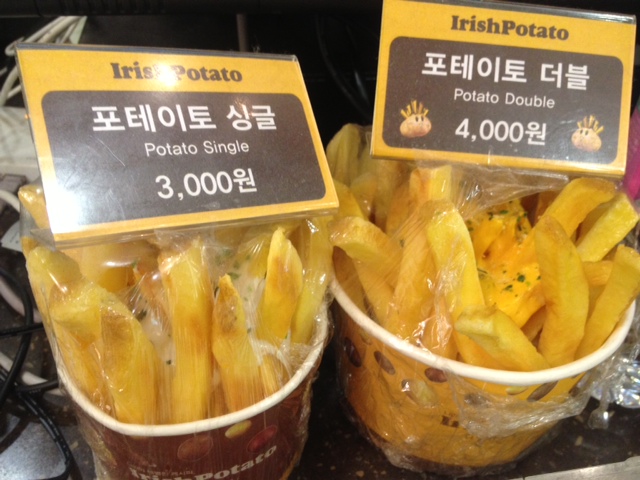 IrishPotato
포테이토 싱글
Potato Single
3,000원
IrishPotato
포테이토 더블
Potato Double
4,000원
IrishPotato